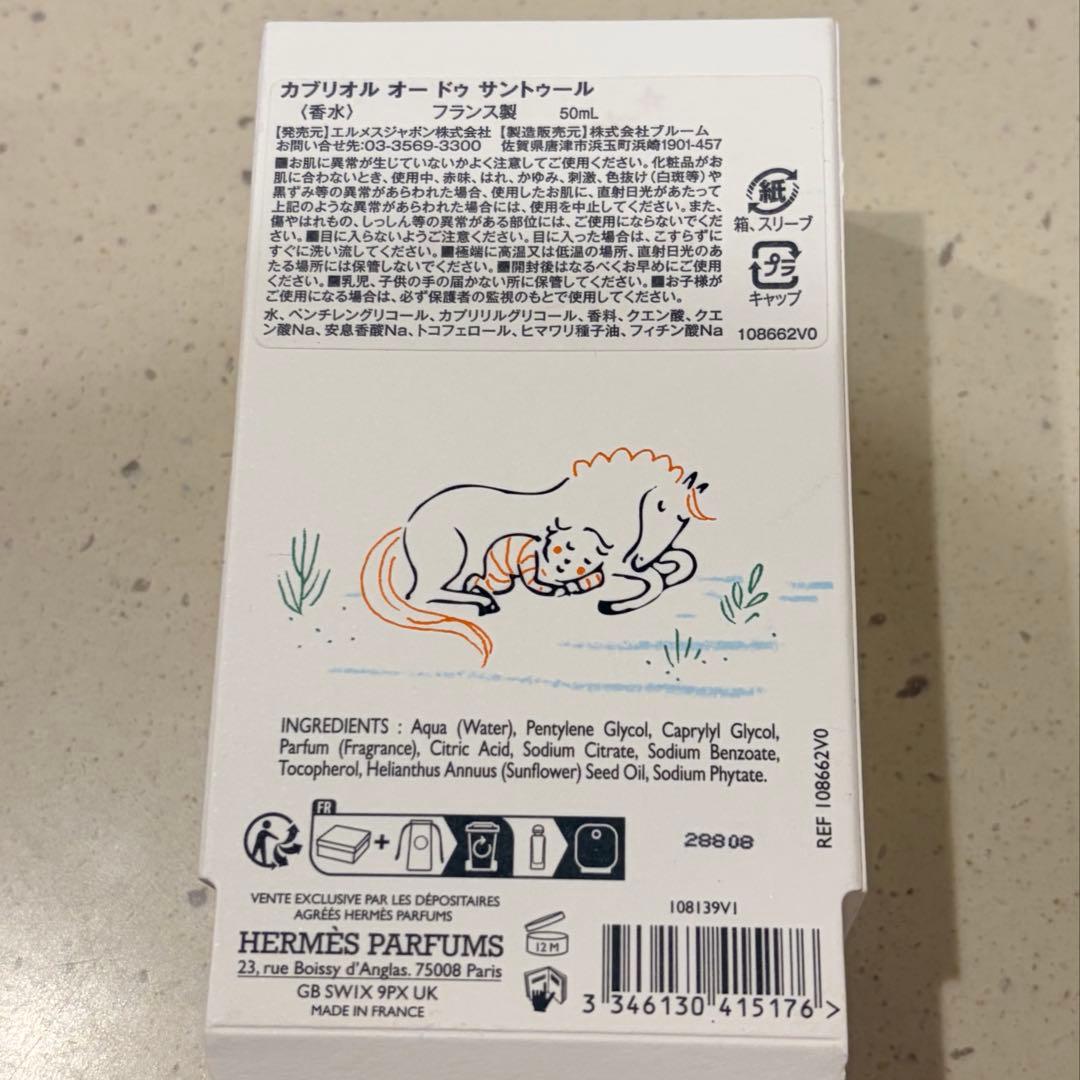 カブリオル オー ドゥ サントゥール
〈香水〉 フランス製 50mL
【発売元】エルメスジャポン株式会社 【製造販売元】株式会社ブルーム
お問い合せ先:03-3569-3300 佐賀県唐津市浜玉町浜崎1901-457
■お肌に異常が生じていないかよく注意してご使用ください。化粧品がお
肌に合わないとき、使用中、赤味、はれ、かゆみ、刺激、色抜け(白斑等)や
黒ずみ等の異常があらわれた場合、使用したお肌に、直射日光があたって
上記のような異常があらわれた場合には、使用を中止してください。また、
傷やはれもの、しっしん等の異常がある部位には、ご使用にならないでくだ
さい。■目に入らないようご注意ください。目に入った場合は、こすらずに
すぐに洗い流してください。■極端に高温又は低温の場所、直射日光のあ
たる場所には保管しないでください。■開封後はなるべくお早めにご使用
ください。■乳児、子供の手の届かない所に保管してください。■お子様が
ご使用になる場合は、必ず保護者の監視のもとで使用してください。
水、ペンチレングリコール、カプリリルグリコール、香料、クエン酸、クエ
ン酸Na、安息香酸Na、トコフェロール、ヒマワリ種子油、フィチン酸Na
紙
箱、スリーブ
プラ
キャップ
108662V0
INGREDIENTS : Aqua (Water), Pentylene Glycol, Caprylyl Glycol,
Parfum (Fragrance), Citric Acid, Sodium Citrate, Sodium Benzoate,
Tocopherol, Helianthus Annuus (Sunflower) Seed Oil, Sodium Phytate.
REF 108662V0
FR
+
28808
VENTE EXCLUSIVE PAR LES DÉPOSITAIRES
AGRÉÉS HERMÈS PARFUMS
HERMÈS PARFUMS
23, rue Boissy d'Anglas. 75008 Paris
GB SW1X 9PX UK
MADE IN FRANCE
12 M
108139V1
3 346130 415176 >